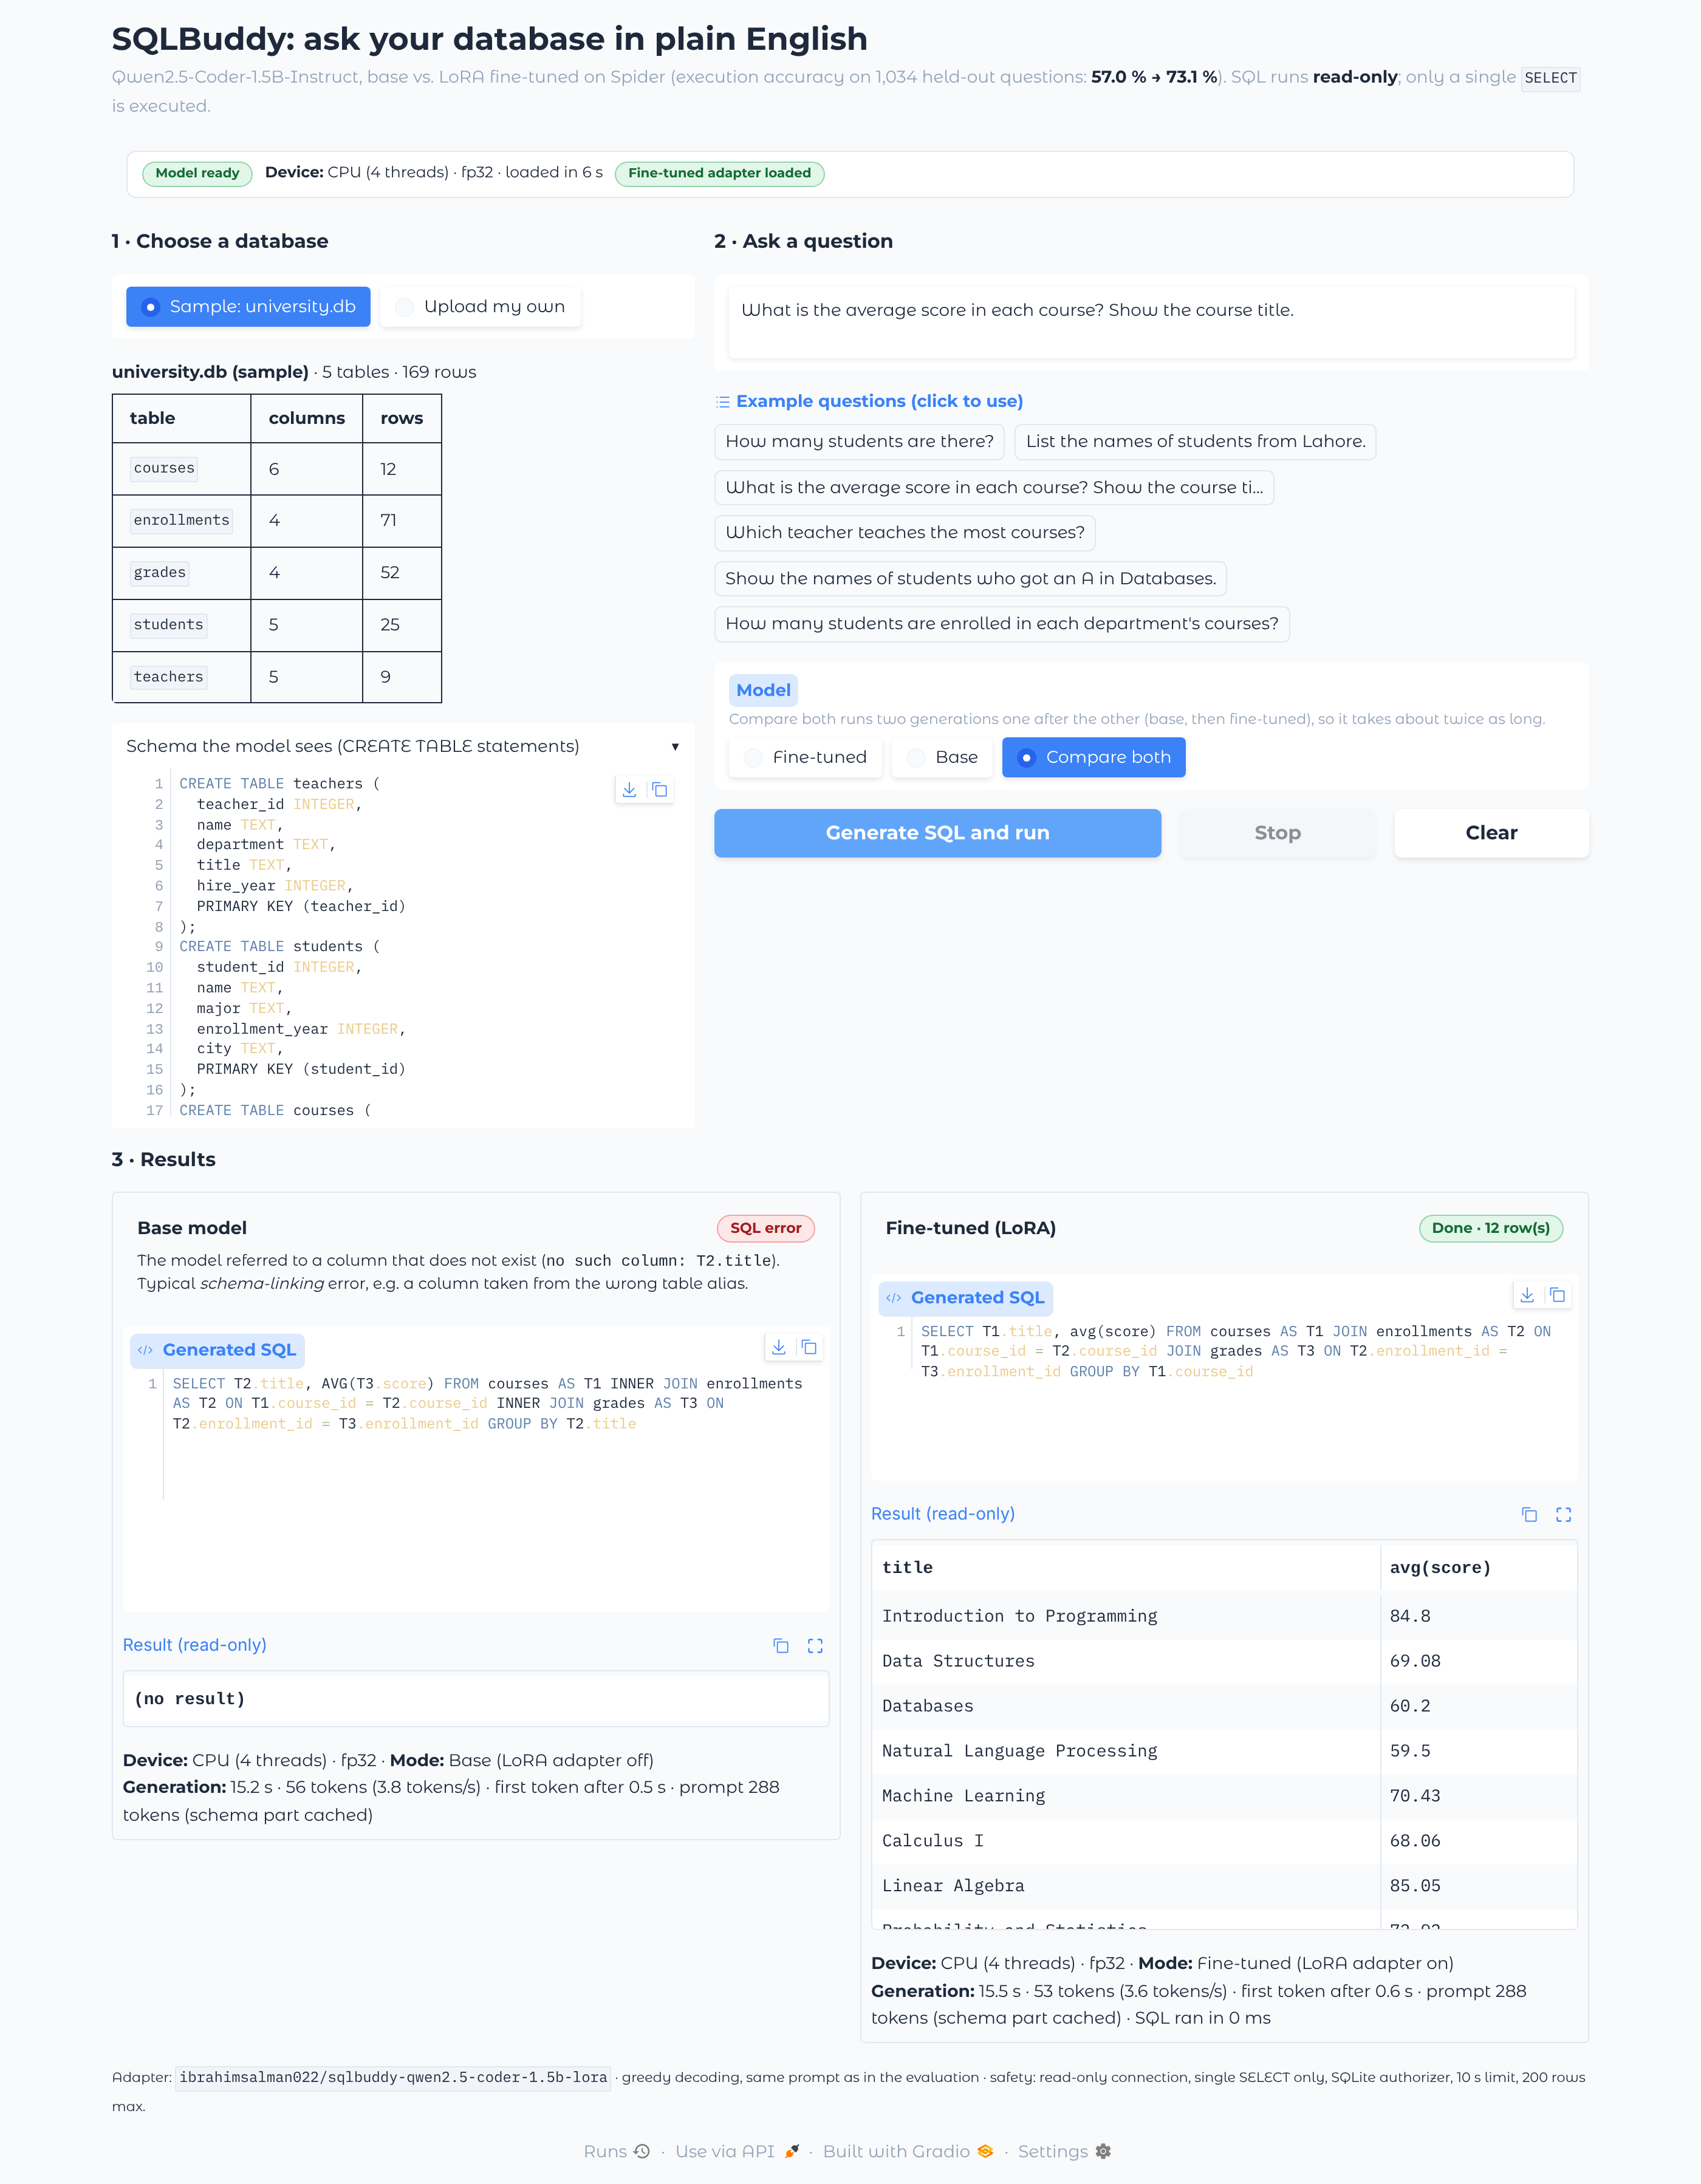 SQLBuddy: ask your database in plain English
Qwen2.5-Coder-1.5B-Instruct, base vs. LoRA fine-tuned on Spider (execution accuracy on 1,034 held-out questions: 57.0 % → 73.1 %). SQL runs read-only; only a single SELECT
is executed.
Model ready Device: CPU (4 threads) · fp32 · loaded in 6 s Fine-tuned adapter loaded
1 · Choose a database
Sample: university.db Upload my own
university.db (sample) · 5 tables · 169 rows
table columns rows
courses 6 12
enrollments 4 71
grades 4 52
students 5 25
teachers 5 9
Schema the model sees (CREATE TABLE statements) ▼
1 CREATE TABLE teachers (
2 teacher_id INTEGER,
3 name TEXT,
4 department TEXT,
5 title TEXT,
6 hire_year INTEGER,
7 PRIMARY KEY (teacher_id)
8 );
9 CREATE TABLE students (
10 student_id INTEGER,
11 name TEXT,
12 major TEXT,
13 enrollment_year INTEGER,
14 city TEXT,
15 PRIMARY KEY (student_id)
16 );
17 CREATE TABLE courses (
2 · Ask a question
What is the average score in each course? Show the course title.
Example questions (click to use)
How many students are there? List the names of students from Lahore.
What is the average score in each course? Show the course ti...
Which teacher teaches the most courses?
Show the names of students who got an A in Databases.
How many students are enrolled in each department's courses?
Model
Compare both runs two generations one after the other (base, then fine-tuned), so it takes about twice as long.
Fine-tuned Base Compare both
Generate SQL and run Stop Clear
3 · Results
Base model SQL error
The model referred to a column that does not exist (no such column: T2.title).
Typical schema-linking error, e.g. a column taken from the wrong table alias.
</> Generated SQL
1 SELECT T2.title, AVG(T3.score) FROM courses AS T1 INNER JOIN enrollments
AS T2 ON T1.course_id = T2.course_id INNER JOIN grades AS T3 ON
T2.enrollment_id = T3.enrollment_id GROUP BY T2.title
Result (read-only)
(no result)
Device: CPU (4 threads) · fp32 · Mode: Base (LoRA adapter off)
Generation: 15.2 s · 56 tokens (3.8 tokens/s) · first token after 0.5 s · prompt 288
tokens (schema part cached)
Fine-tuned (LoRA) Done · 12 row(s)
</> Generated SQL
1 SELECT T1.title, avg(score) FROM courses AS T1 JOIN enrollments AS T2 ON
T1.course_id = T2.course_id JOIN grades AS T3 ON T2.enrollment_id =
T3.enrollment_id GROUP BY T1.course_id
Result (read-only)
title avg(score)
Introduction to Programming 84.8
Data Structures 69.08
Databases 60.2
Natural Language Processing 59.5
Machine Learning 70.43
Calculus I 68.06
Linear Algebra 85.05
Probability and Statistics
Device: CPU (4 threads) · fp32 · Mode: Fine-tuned (LoRA adapter on)
Generation: 15.5 s · 53 tokens (3.6 tokens/s) · first token after 0.6 s · prompt 288
tokens (schema part cached) · SQL ran in 0 ms
Adapter: ibrahimsalman022/sqlbuddy-qwen2.5-coder-1.5b-lora · greedy decoding, same prompt as in the evaluation · safety: read-only connection, single SELECT only, SQLite authorizer, 10 s limit, 200 rows
max.
Runs · Use via API · Built with Gradio · Settings